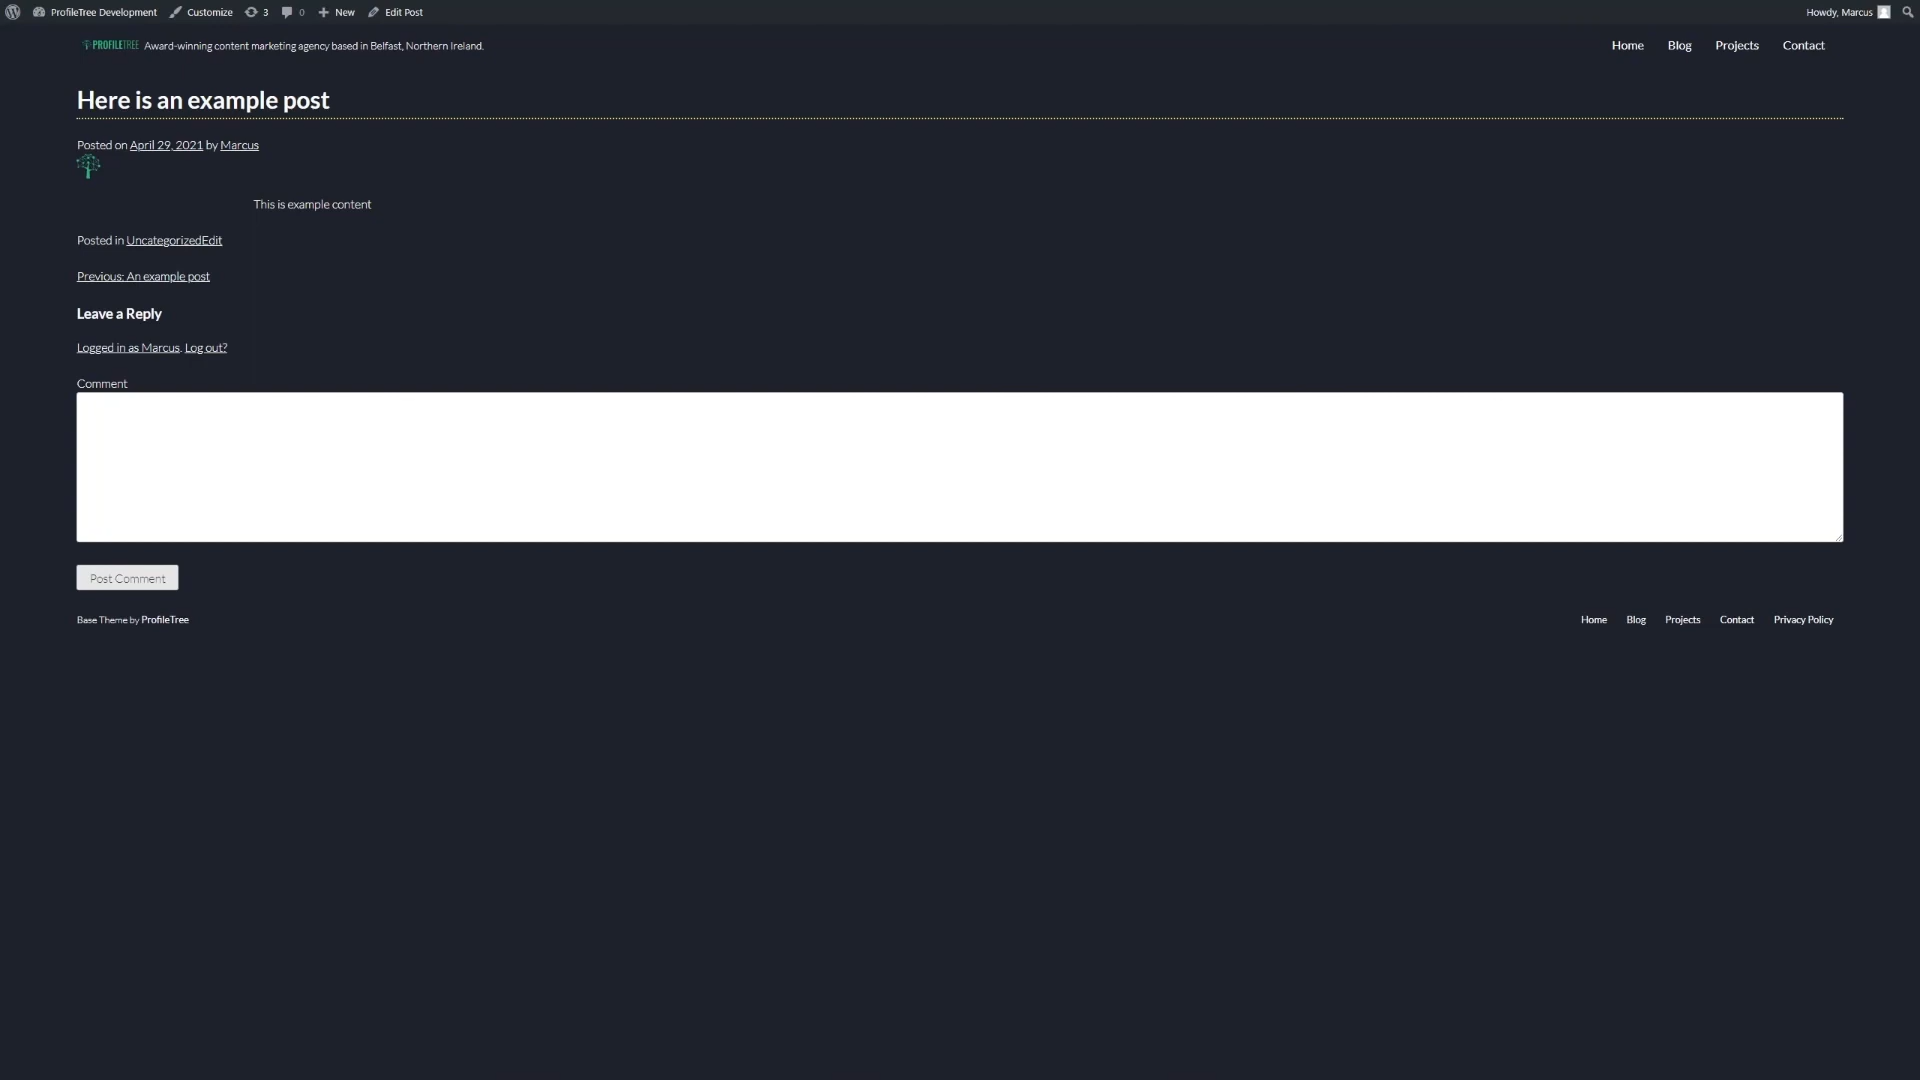 ProfileTree Development Customize 3 0 New Edit Post Howdy, Marcus
PROFILETREE Award-winning content marketing agency based in Belfast, Northern Ireland. Home Blog Projects Contact
Here is an example post
Posted on April 29, 2021 by Marcus
This is example content
Posted in UncategorizedEdit
Previous: An example post
Leave a Reply
Logged in as Marcus. Log out?
Comment
Post Comment
Base Theme by ProfileTree Home Blog Projects Contact Privacy Policy